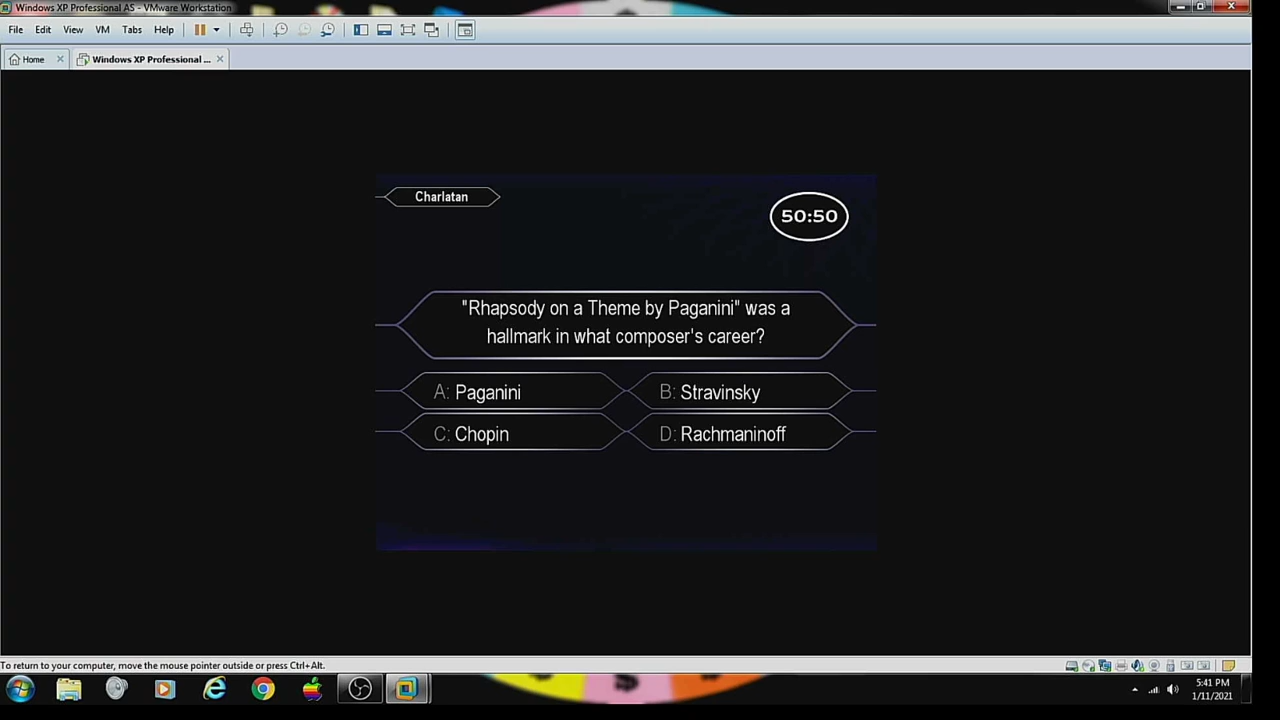 Windows XP Professional AS - VMware Workstation
File Edit View VM Tabs Help
Home
Windows XP Professional ...
Charlatan
50:50
"Rhapsody on a Theme by Paganini" was a
hallmark in what composer's career?
A: Paganini
B: Stravinsky
C: Chopin
D: Rachmaninoff
To return to your computer, move the mouse pointer outside or press Ctrl+Alt.
5:41 PM
1/11/2021